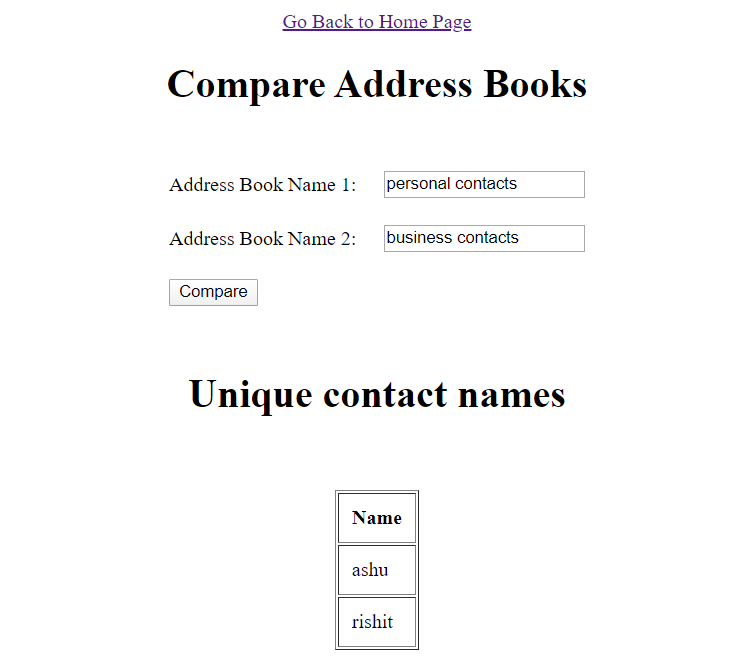 Go Back to Home Page
Compare Address Books
Address Book Name 1: personal contacts
Address Book Name 2: business contacts
Compare
Unique contact names
Name
ashu
rishit